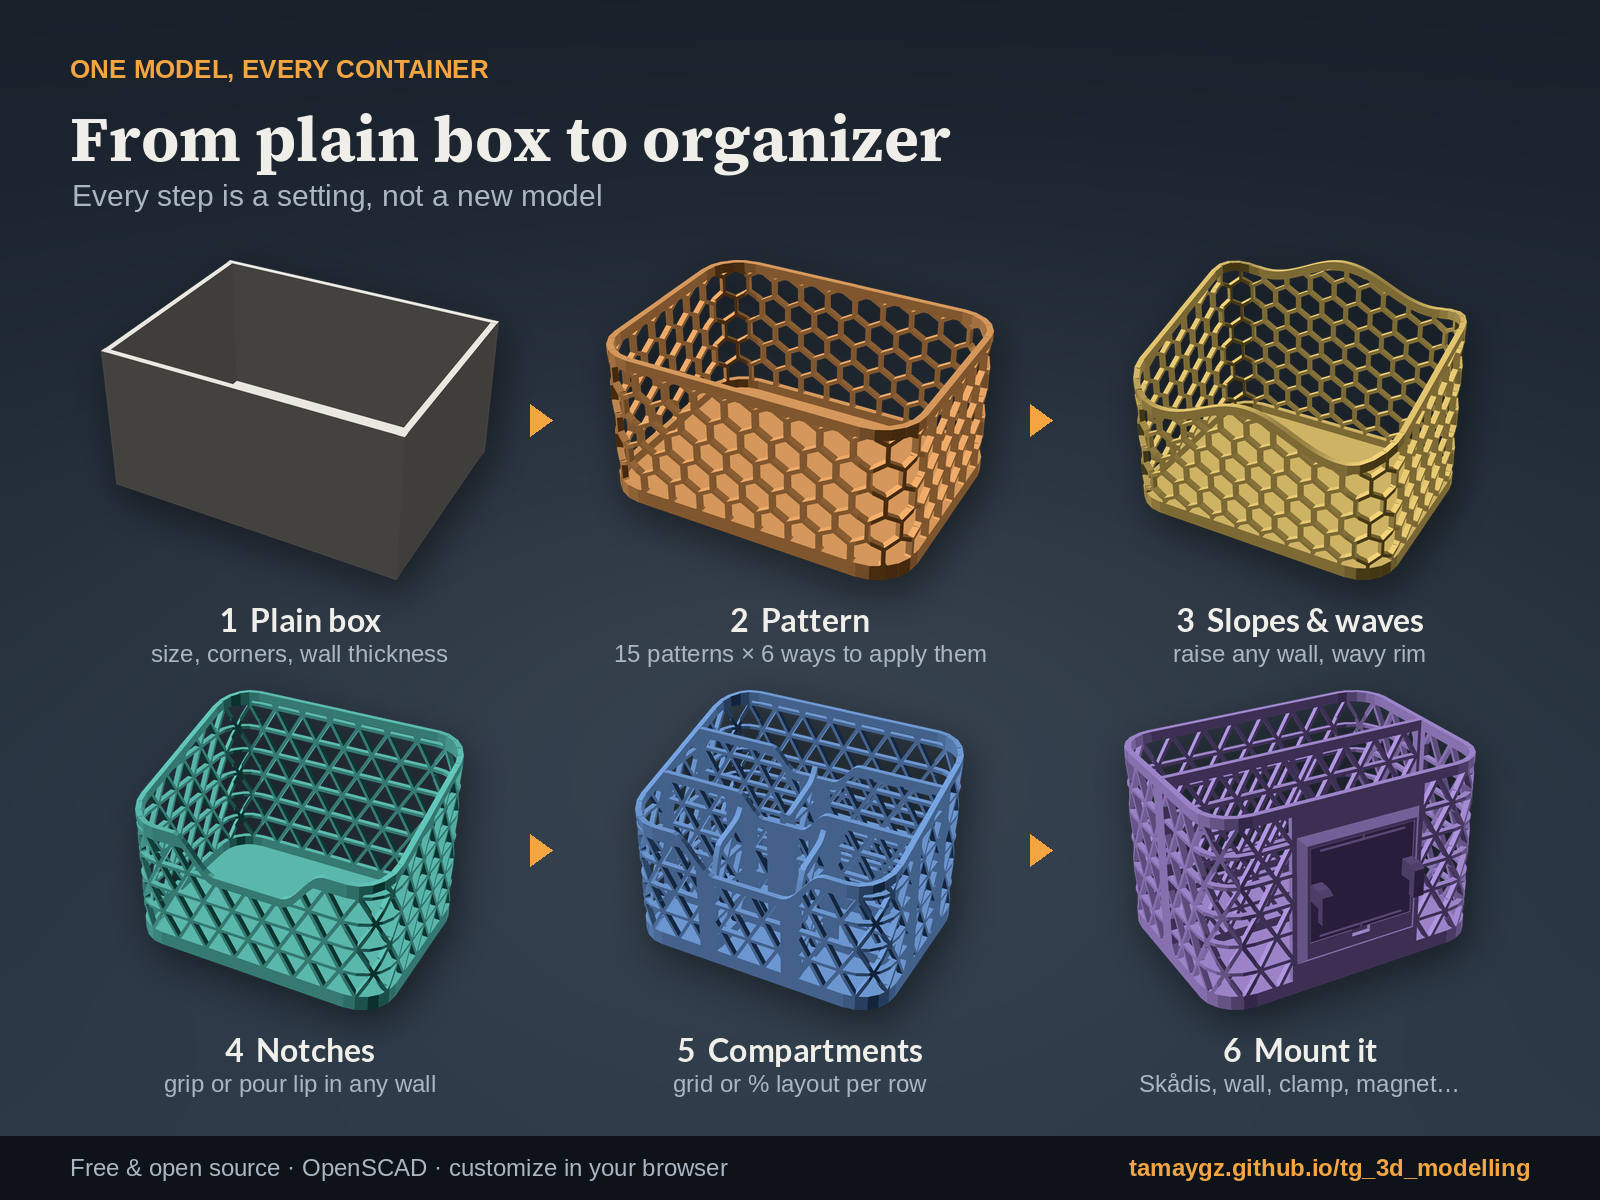 ONE MODEL, EVERY CONTAINER
From plain box to organizer
Every step is a setting, not a new model
1 Plain box
size, corners, wall thickness
2 Pattern
15 patterns × 6 ways to apply them
3 Slopes & waves
raise any wall, wavy rim
4 Notches
grip or pour lip in any wall
5 Compartments
grid or % layout per row
6 Mount it
Skådis, wall, clamp, magnet…
Free & open source · OpenSCAD · customize in your browser
tamaygz.github.io/tg_3d_modelling